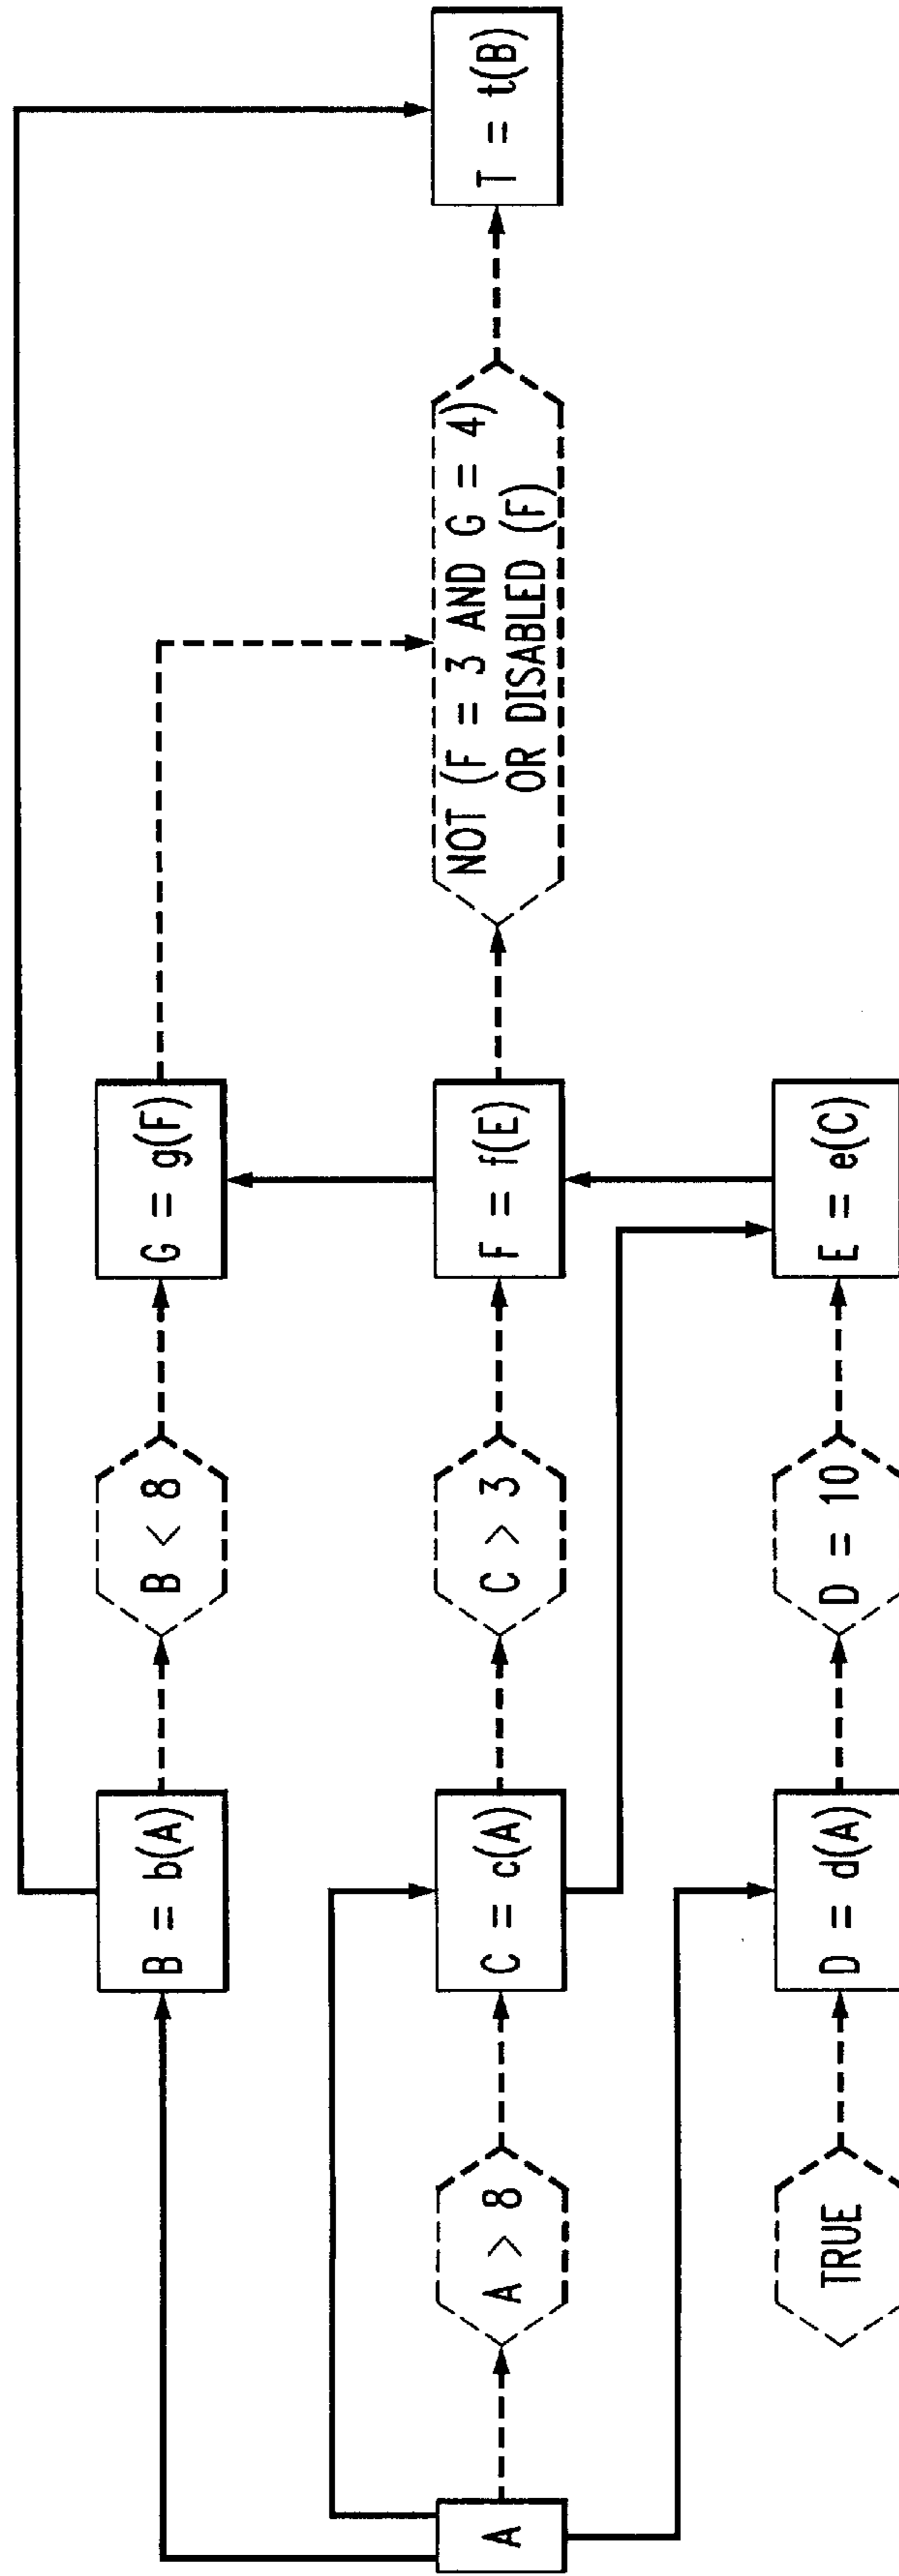 A
A > 8
TRUE
B = b(A)
C = c(A)
D = d(A)
B < 8
C > 3
D = 10
G = g(F)
F = f(E)
E = e(C)
NOT (F = 3 AND G = 4)
OR DISABLED (F)
T = t(B)